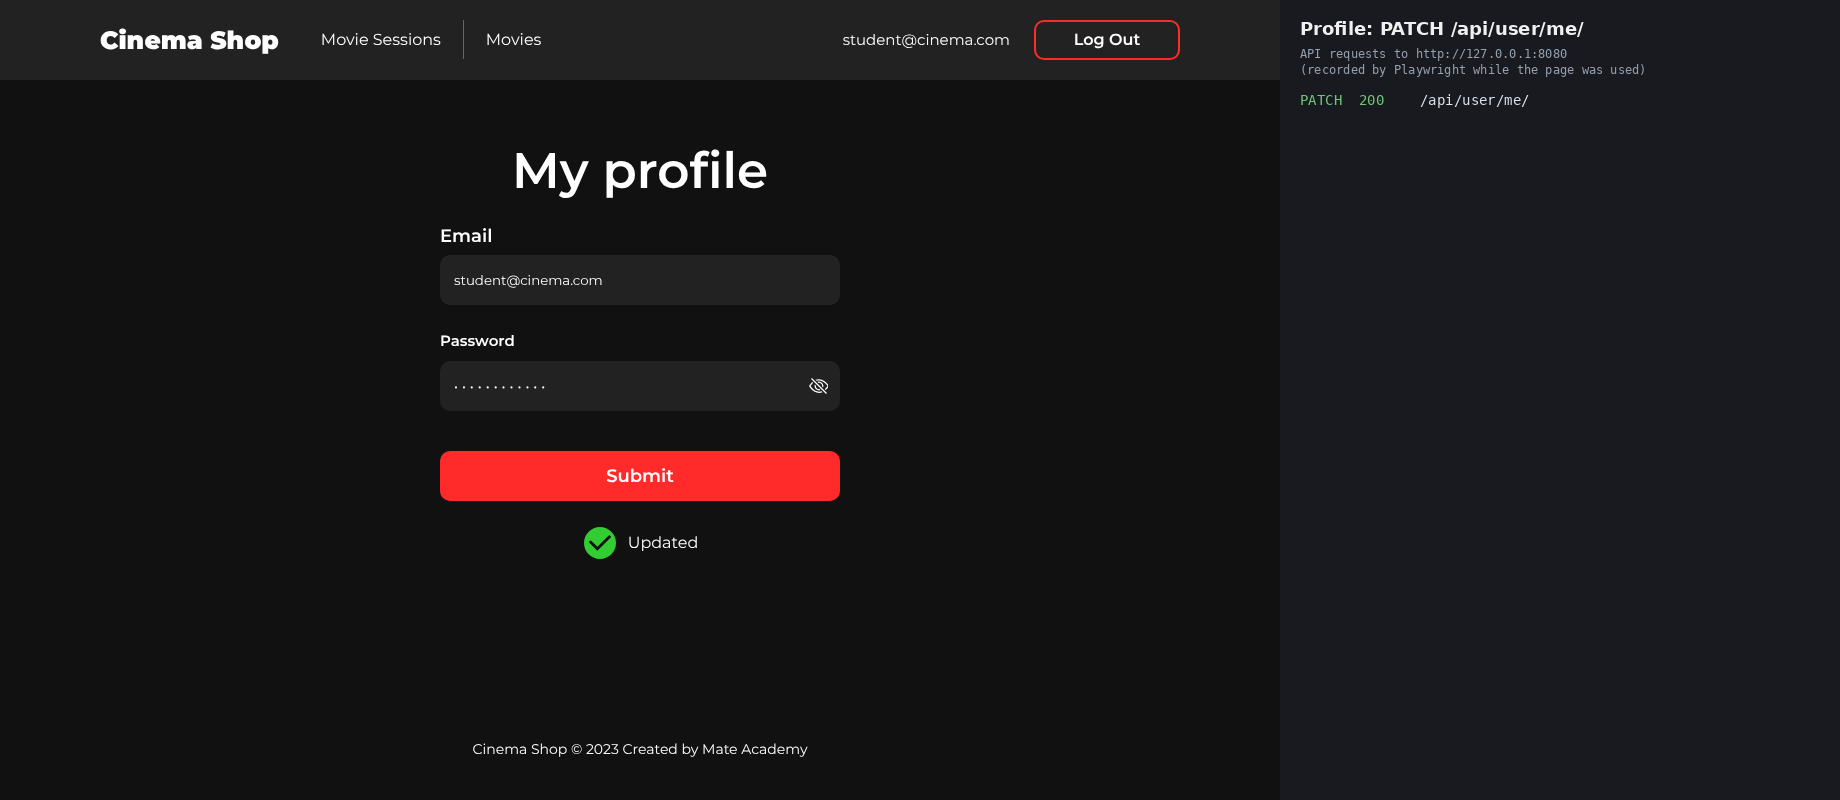 Cinema Shop
Movie Sessions
Movies
student@cinema.com
Log Out
My profile
Email
student@cinema.com
Password
············
Submit
Updated
Cinema Shop © 2023 Created by Mate Academy
Profile: PATCH /api/user/me/
API requests to http://127.0.0.1:8080
(recorded by Playwright while the page was used)
PATCH 200 /api/user/me/